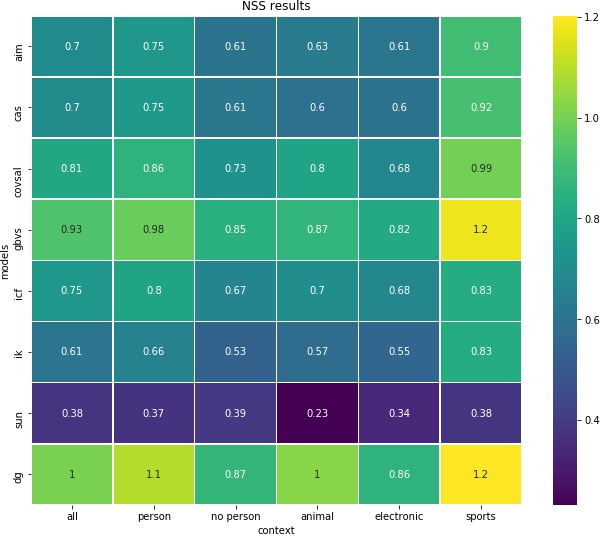 NSS results
models
aim 0.7 0.75 0.61 0.63 0.61 0.9
cas 0.7 0.75 0.61 0.6 0.6 0.92
covsal 0.81 0.86 0.73 0.8 0.68 0.99
gbvs 0.93 0.98 0.85 0.87 0.82 1.2
icf 0.75 0.8 0.67 0.7 0.68 0.83
ik 0.61 0.66 0.53 0.57 0.55 0.83
sun 0.38 0.37 0.39 0.23 0.34 0.38
dg 1 1.1 0.87 1 0.86 1.2
all person no person animal electronic sports
context
1.2
1.0
0.8
0.6
0.4